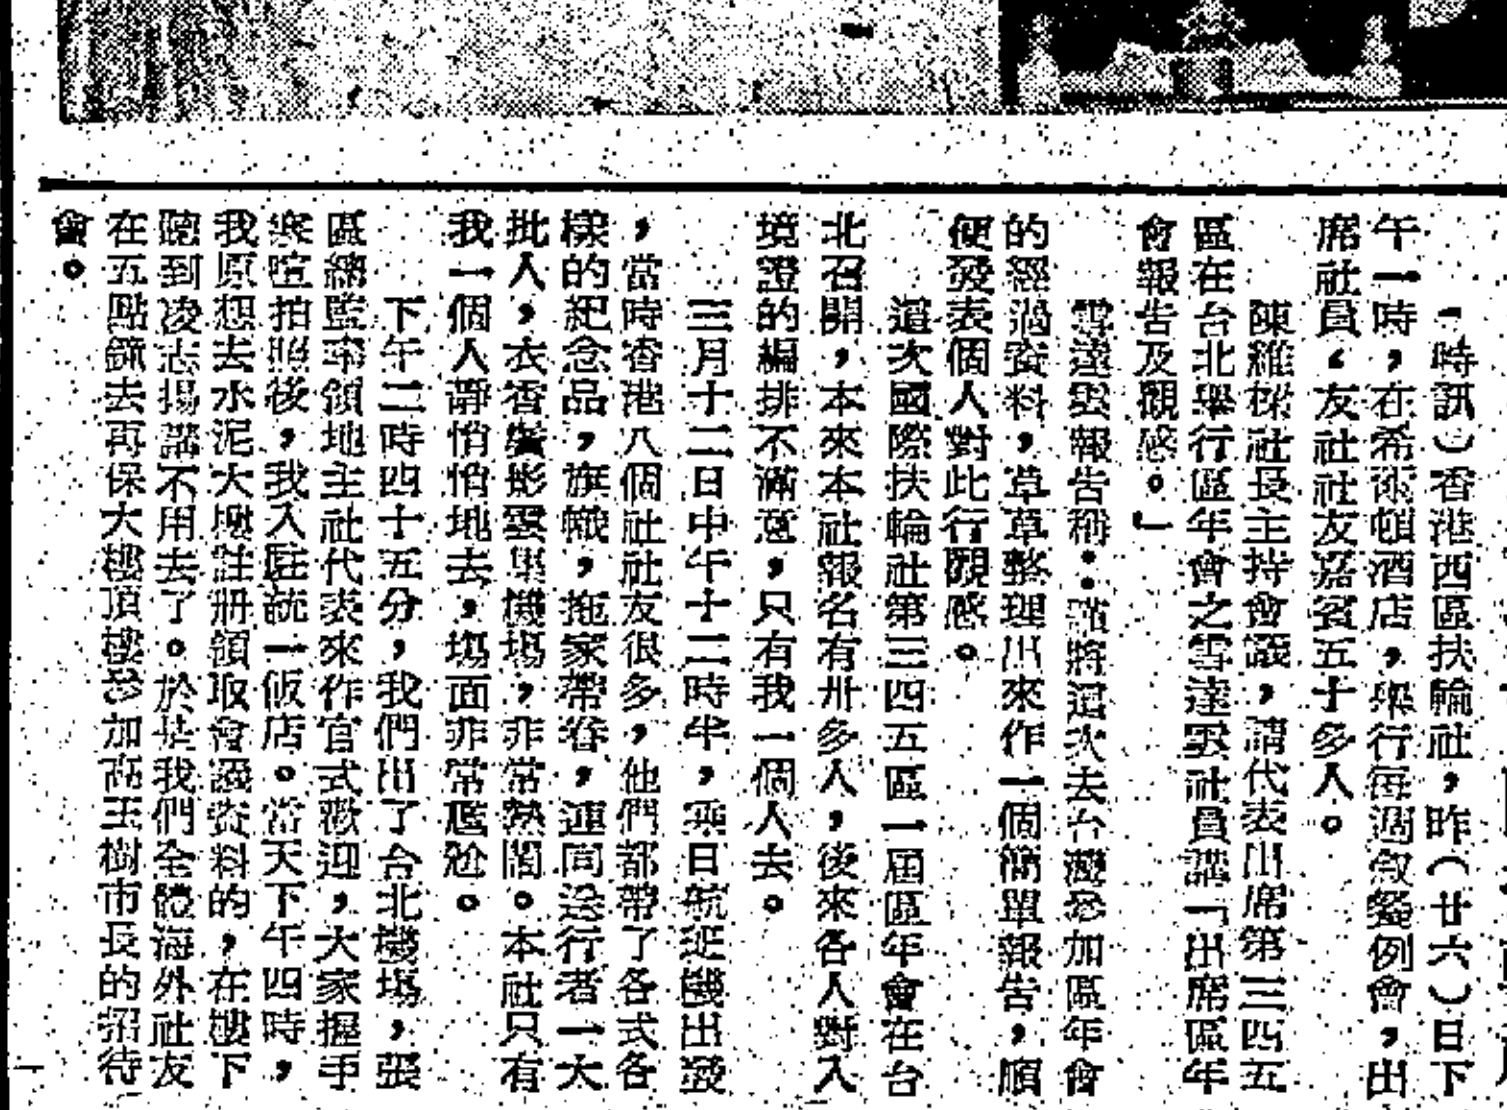 (時訊)香港西區扶輪社,昨(廿六)日下
午一時,在希爾頓酒店,舉行每週敘餐例會,出
席社員,友社社友嘉賓五十多人。
陳維樑社長主持會議,請代表出席第三四五
區在台北舉行區年會之雪達雲社員講「出席區年
會報告及觀感。」
雪達雲報告稱:請將這次去台灣參加區年會
的經過資料,草草整理出來作一個簡單報告,順
便發表個人對此行觀感。
這次國際扶輪社第三四五區一屆區年會在台
北召開,本來本社報名有卅多人,後來各人對入
境證的編排不滿意,只有我一個人去。
三月十二日中午十二時半,乘日航班機出發
,當時香港八個社社友很多,他們都帶了各式各
樣的紀念品,旗幟,拖家帶眷,連同送行者一大
批人,衣香鬢影雲集機場,非常熱鬧。本社只有
我一個人靜悄悄地去,場面非常尷尬。
下午二時四十五分,我們出了台北機場,張
區總監率領地主社代表來作官式歡迎,大家握手
寒暄拍照後,我入駐統一飯店。當天下午四時,
我原想去水泥大樓註冊領取會議資料的,在樓下
聽到凌志揚講不用去了。於是我們全體海外社友
在五點鐘去再保大樓頂樓參加高玉樹市長的招待
會。